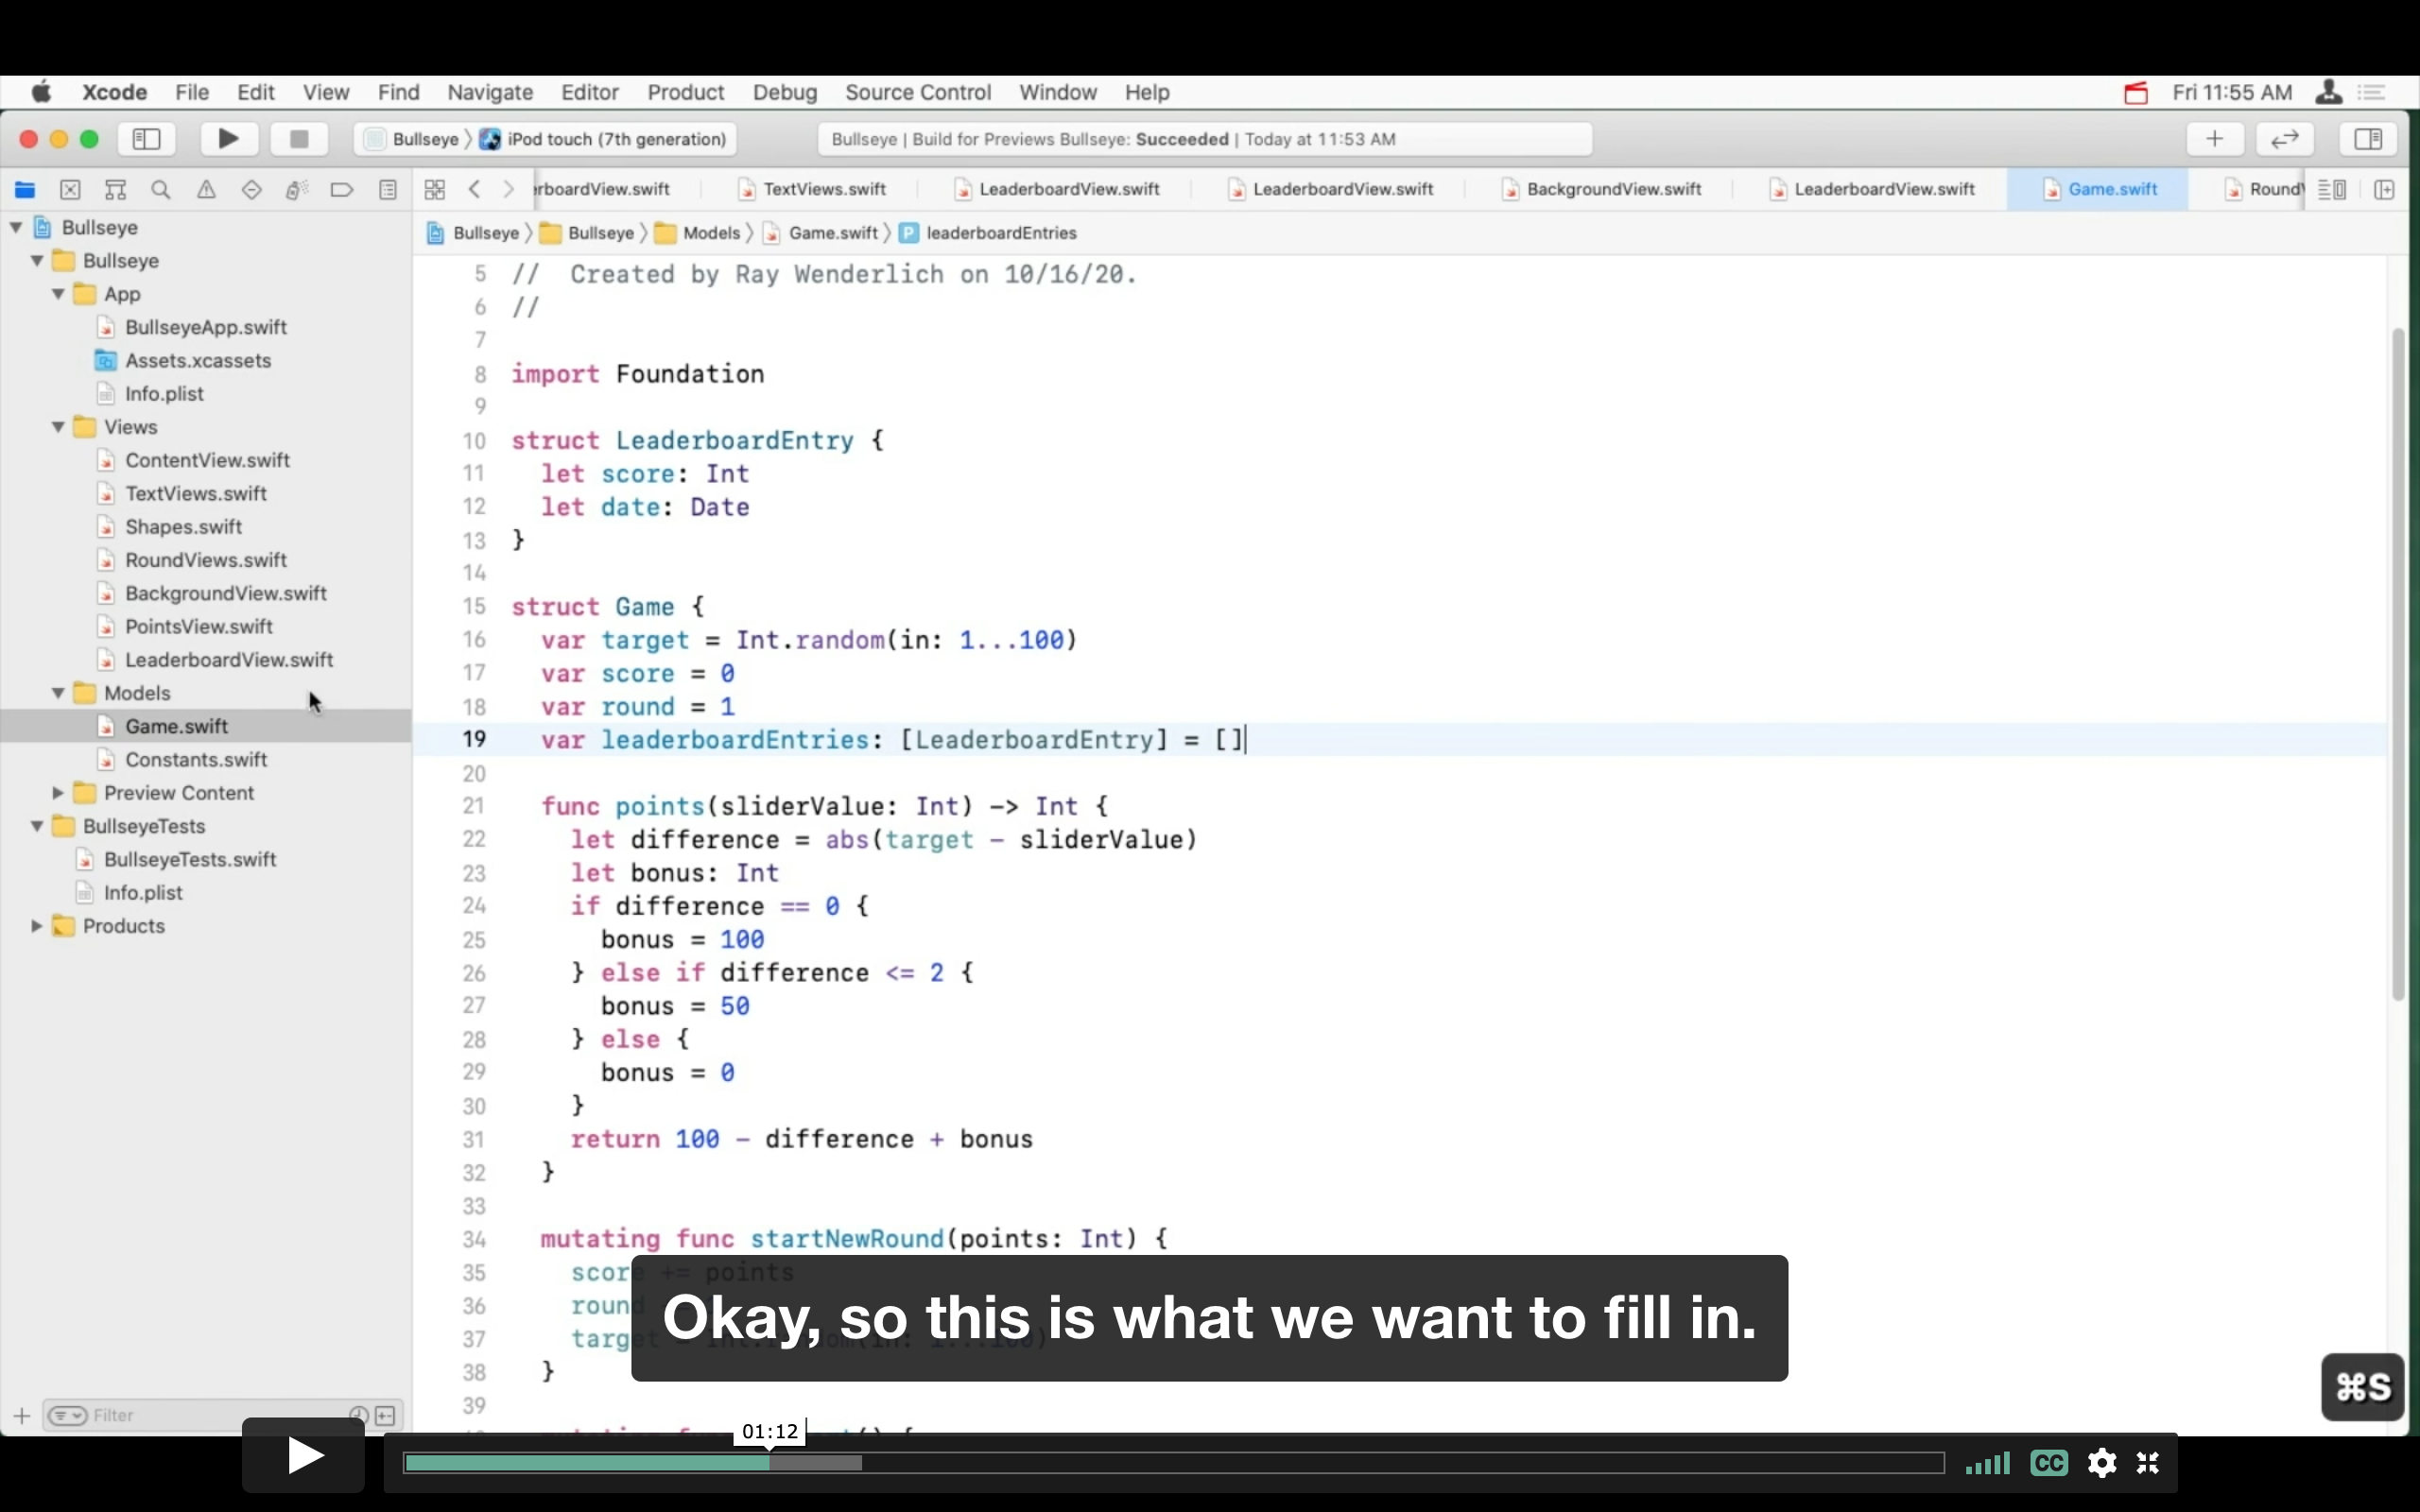 Xcode File Edit View Find Navigate Editor Product Debug Source Control Window Help Fri 11:55 AM
Bullseye 〉 iPod touch (7th generation) Bullseye | Build for Previews Bullseye: Succeeded | Today at 11:53 AM
rboardView.swift TextViews.swift LeaderboardView.swift LeaderboardView.swift BackgroundView.swift LeaderboardView.swift Game.swift Round
Bullseye 〉 Bullseye 〉 Models 〉 Game.swift 〉 P leaderboardEntries
Bullseye
Bullseye
App
BullseyeApp.swift
Assets.xcassets
Info.plist
Views
ContentView.swift
TextViews.swift
Shapes.swift
RoundViews.swift
BackgroundView.swift
PointsView.swift
LeaderboardView.swift
Models
Game.swift
Constants.swift
Preview Content
BullseyeTests
BullseyeTests.swift
Info.plist
Products
Filter
5 //  Created by Ray Wenderlich on 10/16/20.
6 //
7
8 import Foundation
9
10 struct LeaderboardEntry {
11   let score: Int
12   let date: Date
13 }
14
15 struct Game {
16   var target = Int.random(in: 1...100)
17   var score = 0
18   var round = 1
19   var leaderboardEntries: [LeaderboardEntry] = []
20
21   func points(sliderValue: Int) -> Int {
22     let difference = abs(target - sliderValue)
23     let bonus: Int
24     if difference == 0 {
25       bonus = 100
26     } else if difference <= 2 {
27       bonus = 50
28     } else {
29       bonus = 0
30     }
31     return 100 - difference + bonus
32   }
33
34   mutating func startNewRound(points: Int) {
35     score += points
36     round
37     target
38   }
39
Okay, so this is what we want to fill in.
⌘S
01:12
CC